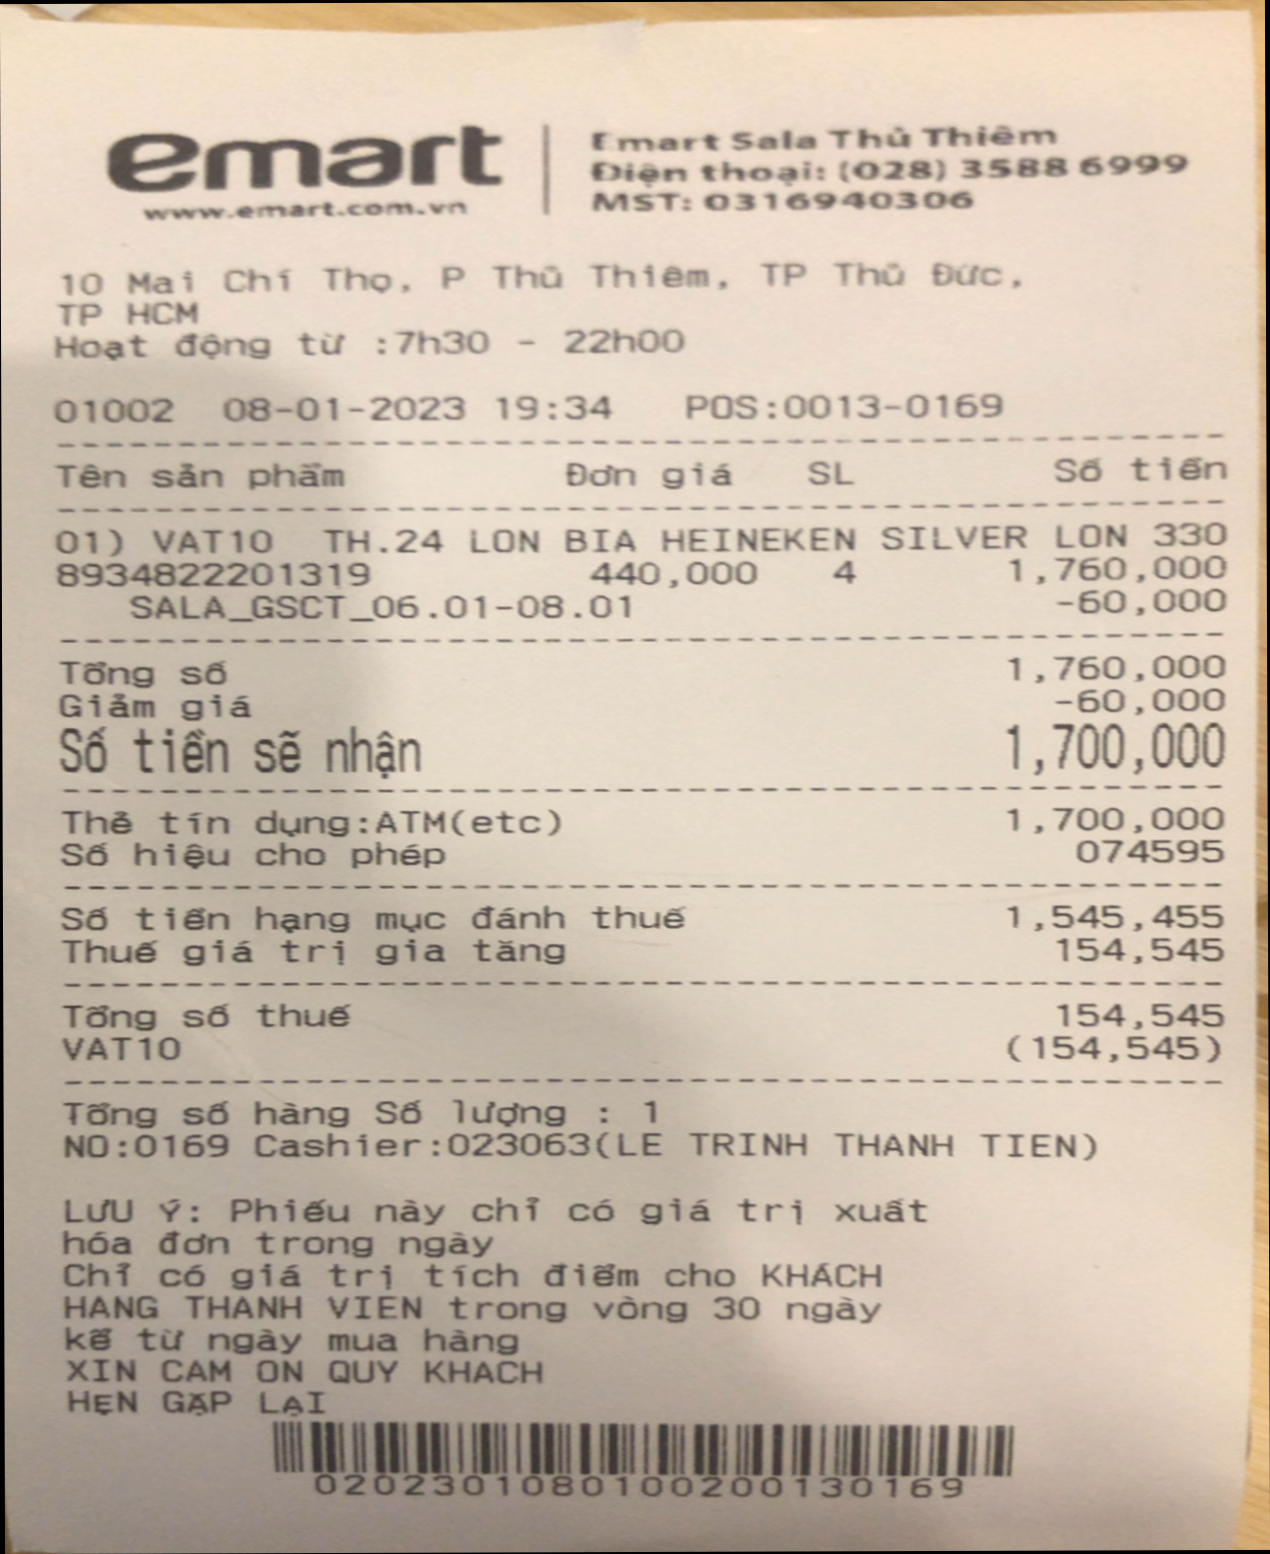 emart
www.emart.com.vn
Emart Sala Thủ Thiêm
Điện thoại: (028) 3588 6999
MST: 0316940306
10 Mai Chí Thọ, P Thủ Thiêm, TP Thủ Đức,
TP HCM
Hoạt động từ :7h30 - 22h00
01002 08-01-2023 19:34 POS:0013-0169
Tên sản phẩm Đơn giá SL Số tiền
01) VAT10 TH.24 LON BIA HEINEKEN SILVER LON 330
8934822201319 440,000 4 1,760,000
SALA_GSCT_06.01-08.01 -60,000
Tổng số 1,760,000
Giảm giá -60,000
Số tiền sẽ nhận 1,700,000
Thẻ tín dụng:ATM(etc) 1,700,000
Số hiệu cho phép 074595
Số tiền hạng mục đánh thuế 1,545,455
Thuế giá trị gia tăng 154,545
Tổng số thuế 154,545
VAT10 (154,545)
Tổng số hàng Số lượng : 1
NO:0169 Cashier:023063(LE TRINH THANH TIEN)
LƯU Ý: Phiếu này chỉ có giá trị xuất
hóa đơn trong ngày
Chỉ có giá trị tích điểm cho KHÁCH
HANG THANH VIEN trong vòng 30 ngày
kể từ ngày mua hàng
XIN CAM ON QUY KHACH
HẸN GẶP LẠI
0202301080100200130169